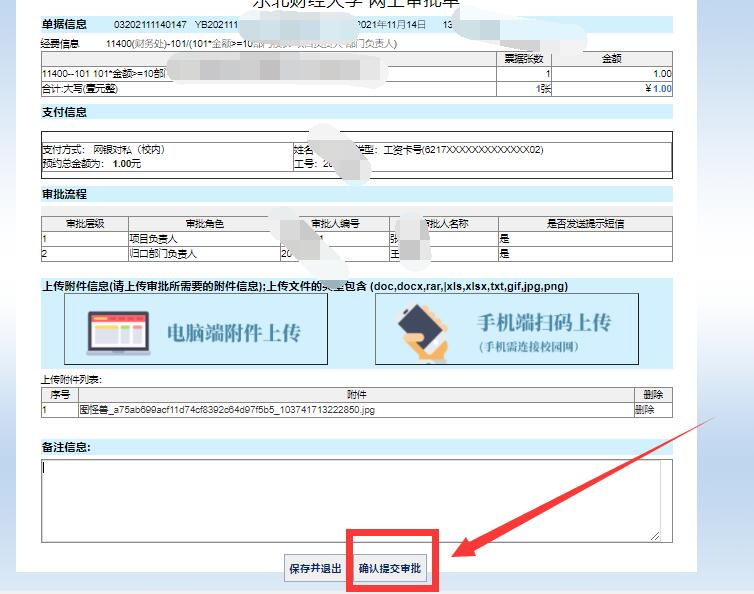 东北财经大学 网上审批单
单据信息 03202111140147 YB202111 2021年11月14日 13
经费信息 11400(财务处)-101/(101*金额>=10部 部门负责人)
票据张数 金额
11400--101 101*金额>=10部 1 1.00
合计:大写(壹元整) 1张 ￥1.00
支付信息
支付方式： 网银对私（校内） 姓名 类型：工资卡号(6217XXXXXXXXXXXXXX02)
预约总金额为： 1.00元 工号：20
审批流程
审批层级 审批角色 审批人编号 审批人名称 是否发送提示短信
1 项目负责人 1 张 是
2 归口部门负责人 20 王 是
上传附件信息(请上传审批所需要的附件信息);上传文件的类型包含 (doc,docx,rar,|xls,xlsx,txt,gif,jpg,png)
电脑端附件上传 手机端扫码上传
（手机需连接校园网）
上传附件列表:
序号 附件 删除
1 图怪兽_a75ab699acf11d74cf8392c64d97f5b5_103741713222850.jpg 删除
备注信息:
保存并退出 确认提交审批